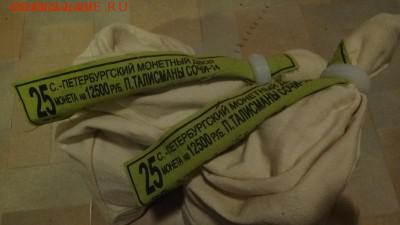 25 С.-ПЕТЕРБУРГСКИЙ МОНЕТНЫЙ ДВОР
МОНЕТА на 12500 РУБ. П.ТАЛИСМАНЫ СОЧИ-14
25 С.-ПЕТЕРБУРГСКИЙ МОНЕТНЫЙ
МОНЕТА на 12500 РУБ. П.ТАЛИСМАНЫ СОЧИ-